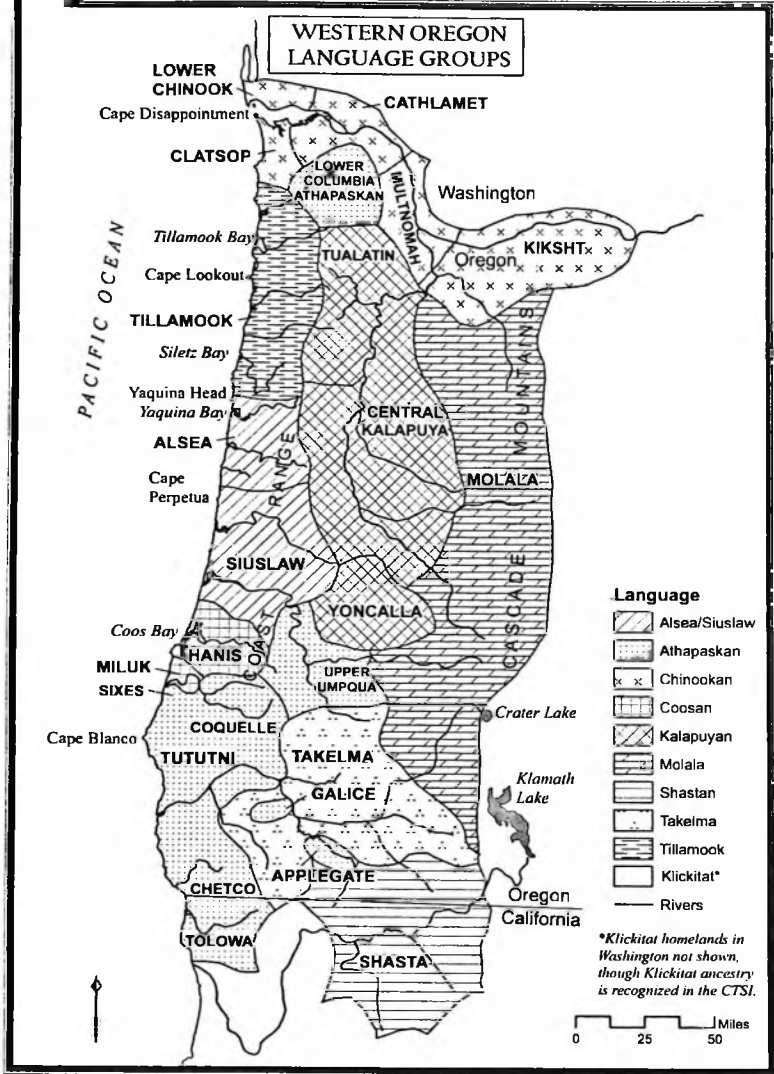 WESTERN OREGON
LANGUAGE GROUPS
LOWER
CHINOOK
CATHLAMET
Cape Disappointment
CLATSOP
LOWER
COLUMBIA
ATHAPASKAN
MULTNOMAH
Washington
Oregon
KIKSHT
Tillamook Bay
TUALATIN
Cape Lookout
PACIFIC OCEAN
TILLAMOOK
Siletz Bay
Yaquina Head
Yaquina Bay
CENTRAL
KALAPUYA
ALSEA
COAST RANGE
CASCADE MOUNTAINS
MOLALA
Cape
Perpetua
SIUSLAW
YONCALLA
Coos Bay
HANIS
MILUK
SIXES
UPPER
UMPQUA
COQUELLE
Crater Lake
Cape Blanco
TUTUTNI
TAKELMA
Klamath
Lake
GALICE
APPLEGATE
CHETCO
Oregon
California
TOLOWA
SHASTA
Language
Alsea/Siuslaw
Athapaskan
Chinookan
Coosan
Kalapuyan
Molala
Shastan
Takelma
Tillamook
Klickitat*
Rivers
*Klickitat homelands in
Washington not shown,
though Klickitat ancestry
is recognized in the CTSI.
Miles
0 25 50